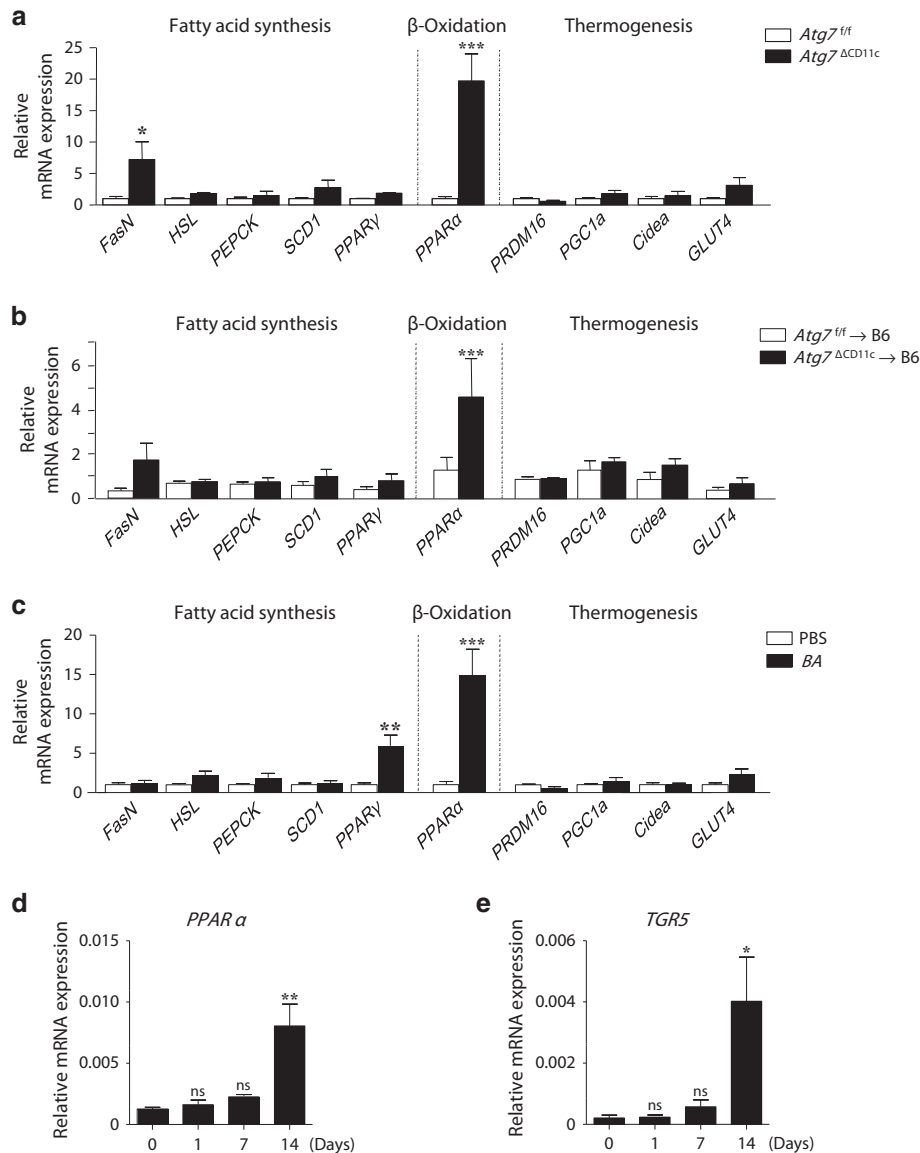 a
Fatty acid synthesis β-Oxidation Thermogenesis
Atg7 f/f
Atg7 ΔCD11c
Relative
mRNA expression
25
20
15
10
5
0
*
***
FasN HSL PEPCK SCD1 PPARγ PPARα PRDM16 PGC1a Cidea GLUT4
b
Fatty acid synthesis β-Oxidation Thermogenesis
Atg7 f/f → B6
Atg7 ΔCD11c → B6
Relative
mRNA expression
6
4
2
0
***
FasN HSL PEPCK SCD1 PPARγ PPARα PRDM16 PGC1a Cidea GLUT4
c
Fatty acid synthesis β-Oxidation Thermogenesis
PBS
BA
Relative
mRNA expression
20
15
10
5
0
**
***
FasN HSL PEPCK SCD1 PPARγ PPARα PRDM16 PGC1a Cidea GLUT4
d
PPAR α
Relative mRNA expression
0.015
0.010
0.005
0
ns ns **
0 1 7 14 (Days)
e
TGR5
Relative mRNA expression
0.006
0.004
0.002
0
ns ns *
0 1 7 14 (Days)